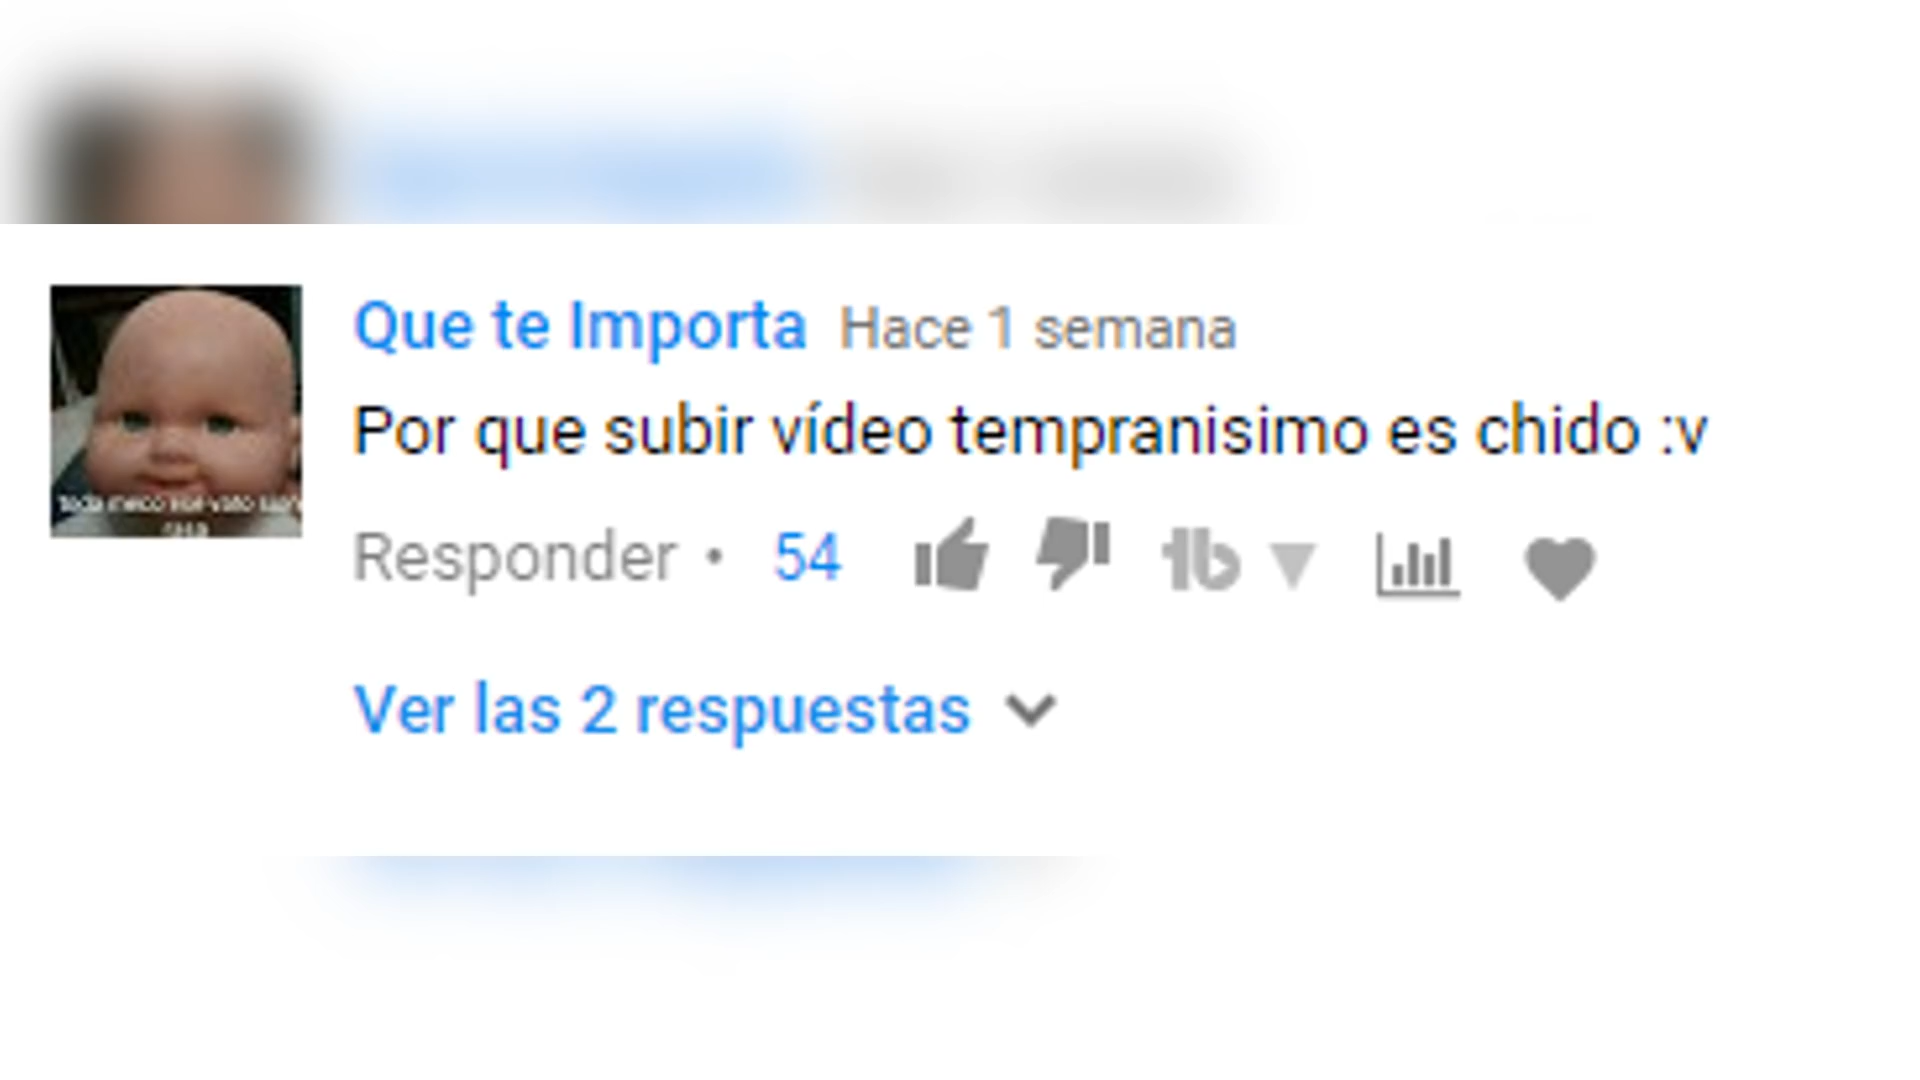 Que te Importa Hace 1 semana
Por que subir vídeo tempranisimo es chido :v
Responder • 54
Ver las 2 respuestas